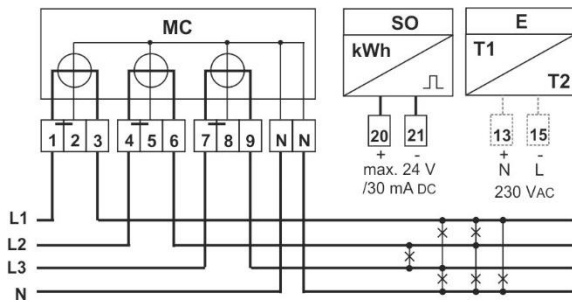 MC
SO
E
kWh
T1
T2
1 2 3 4 5 6 7 8 9 N N
20 21
13 15
+ -
+ -
max. 24 V
/30 mA DC
N L
230 VAC
L1
L2
L3
N